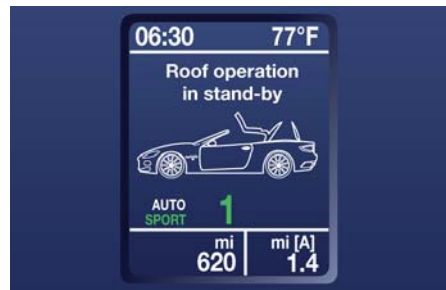 06:30 77°F
Roof operation
in stand-by
AUTO
SPORT 1
mi mi [A]
620 1.4